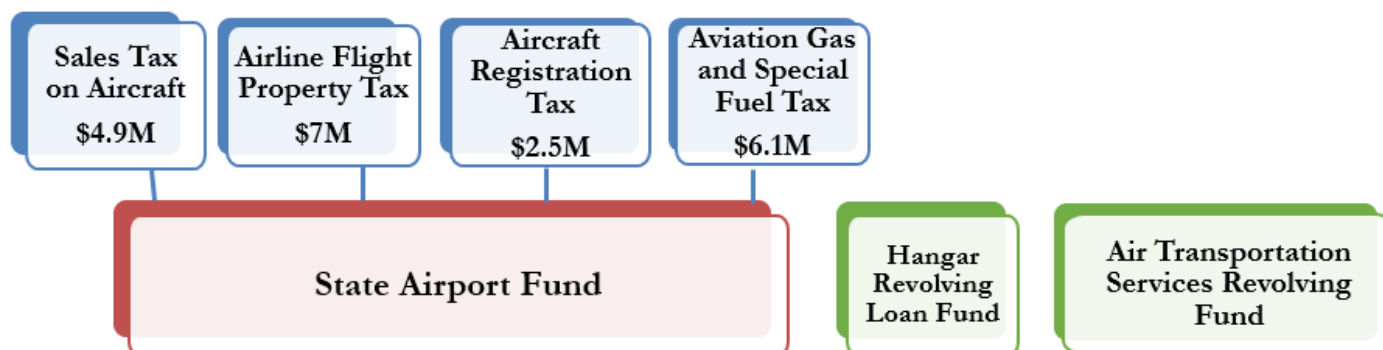 Sales Tax
on Aircraft
$4.9M
Airline Flight
Property Tax
$7M
Aircraft
Registration
Tax
$2.5M
Aviation Gas
and Special
Fuel Tax
$6.1M
State Airport Fund
Hangar
Revolving
Loan Fund
Air Transportation
Services Revolving
Fund